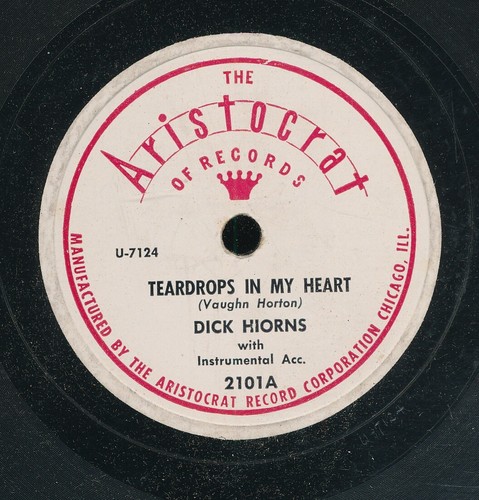 THE
Aristocrat
OF RECORDS
U-7124
TEARDROPS IN MY HEART
(Vaughn Horton)
DICK HIORNS
with
Instrumental Acc.
2101A
MANUFACTURED BY THE ARISTOCRAT RECORD CORPORATION CHICAGO, ILL.